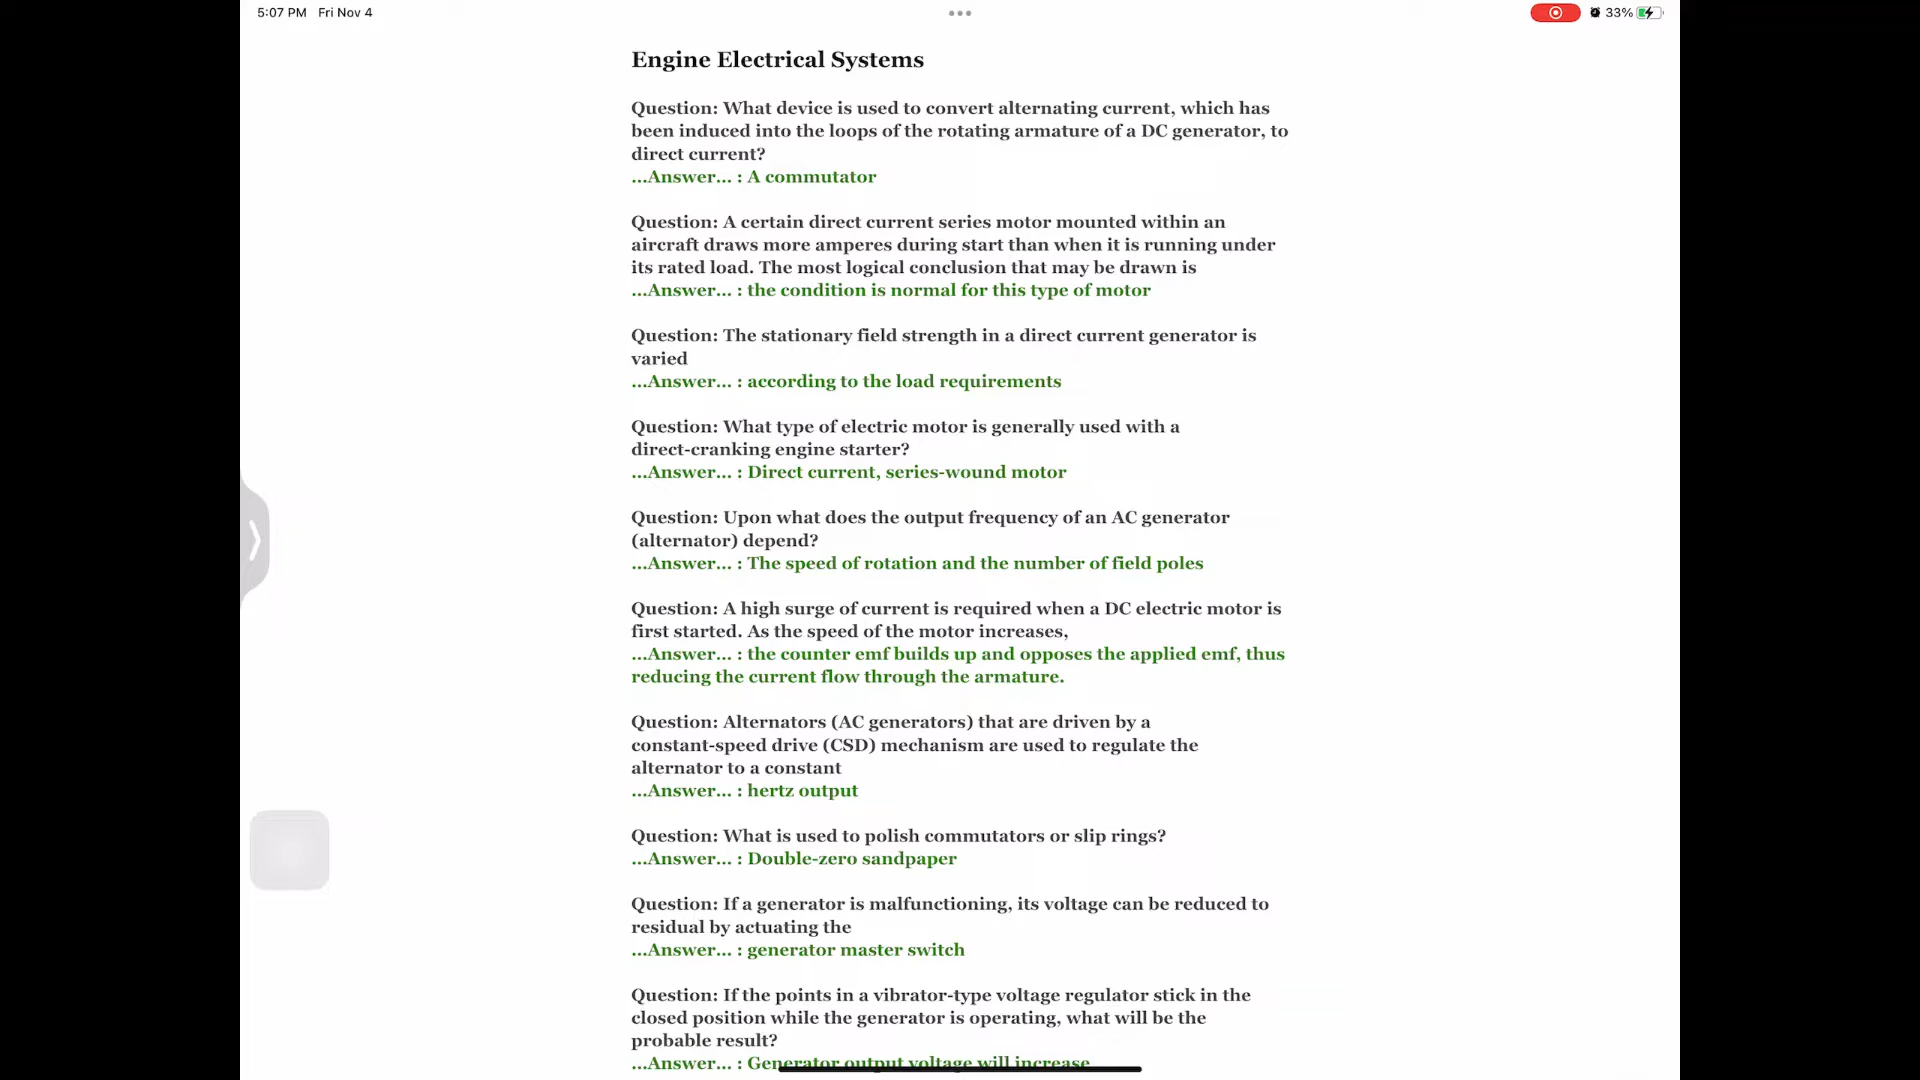 5:07 PM Fri Nov 4
33%
Engine Electrical Systems
Question: What device is used to convert alternating current, which has
been induced into the loops of the rotating armature of a DC generator, to
direct current?
...Answer... : A commutator
Question: A certain direct current series motor mounted within an
aircraft draws more amperes during start than when it is running under
its rated load. The most logical conclusion that may be drawn is
...Answer... : the condition is normal for this type of motor
Question: The stationary field strength in a direct current generator is
varied
...Answer... : according to the load requirements
Question: What type of electric motor is generally used with a
direct-cranking engine starter?
...Answer... : Direct current, series-wound motor
Question: Upon what does the output frequency of an AC generator
(alternator) depend?
...Answer... : The speed of rotation and the number of field poles
Question: A high surge of current is required when a DC electric motor is
first started. As the speed of the motor increases,
...Answer... : the counter emf builds up and opposes the applied emf, thus
reducing the current flow through the armature.
Question: Alternators (AC generators) that are driven by a
constant-speed drive (CSD) mechanism are used to regulate the
alternator to a constant
...Answer... : hertz output
Question: What is used to polish commutators or slip rings?
...Answer... : Double-zero sandpaper
Question: If a generator is malfunctioning, its voltage can be reduced to
residual by actuating the
...Answer... : generator master switch
Question: If the points in a vibrator-type voltage regulator stick in the
closed position while the generator is operating, what will be the
probable result?
...Answer... : Generator output voltage will increase